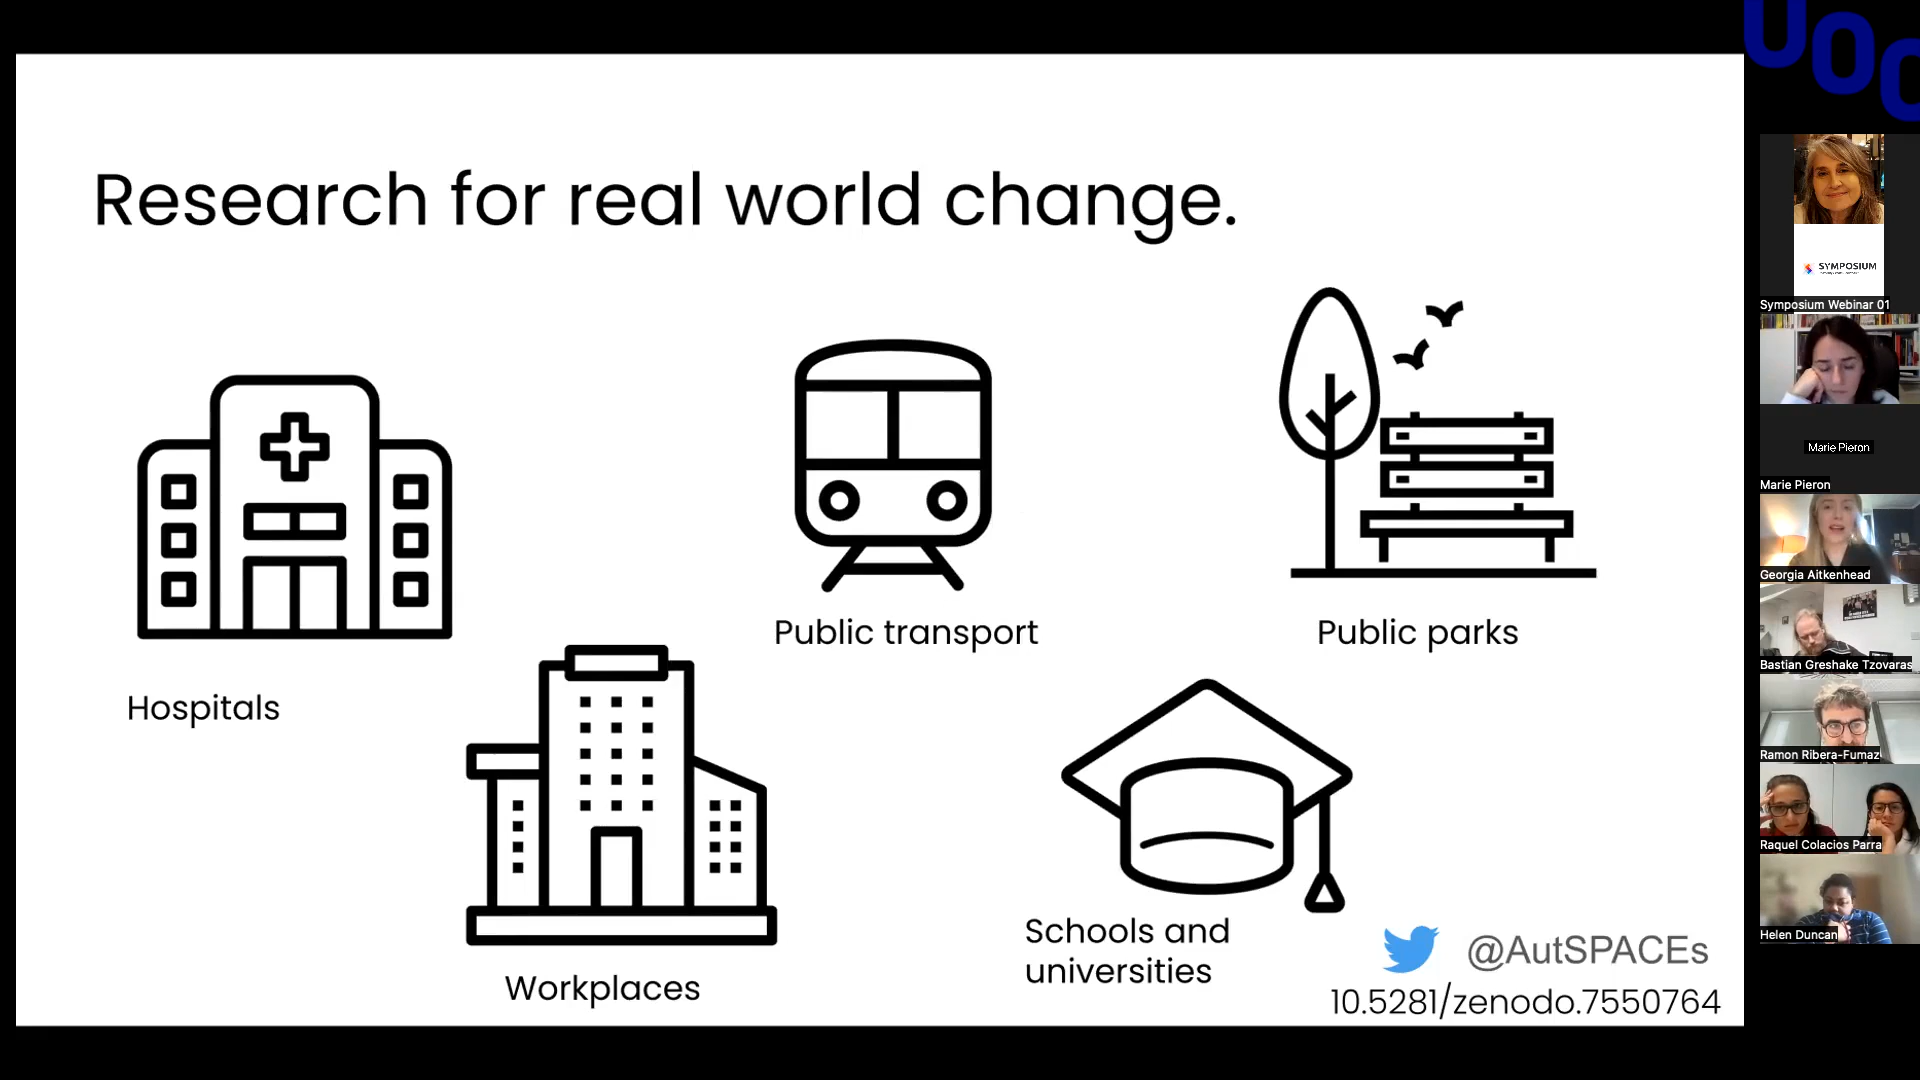 Research for real world change.
Hospitals
Public transport
Public parks
Workplaces
Schools and
universities
@AutSPACEs
10.5281/zenodo.7550764
UOC
SYMPOSIUM
Symposium Webinar 01
Marie Pieron
Marie Pieron
Georgia Aitkenhead
Bastian Greshake Tzovaras
Ramon Ribera-Fumaz
Raquel Colacios Parra
Helen Duncan